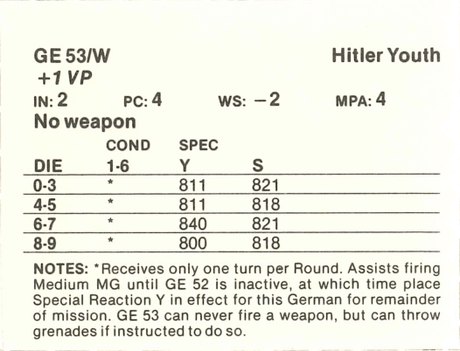 GE 53/W Hitler Youth
+1 VP
IN: 2 PC: 4 WS: −2 MPA: 4
No weapon
COND SPEC
DIE 1-6 Y S
0-3 * 811 821
4-5 * 811 818
6-7 * 840 821
8-9 * 800 818
NOTES: *Receives only one turn per Round. Assists firing
Medium MG until GE 52 is inactive, at which time place
Special Reaction Y in effect for this German for remainder
of mission. GE 53 can never fire a weapon, but can throw
grenades if instructed to do so.